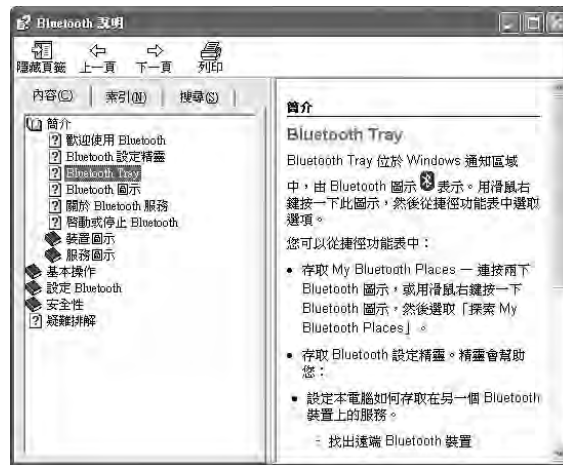 Bluetooth 說明
隱藏頁籤 上一頁 下一頁 列印
內容(C) 索引(N) 搜尋(S)
簡介
歡迎使用 Bluetooth
Bluetooth 設定精靈
Bluetooth Tray
Bluetooth 圖示
關於 Bluetooth 服務
啟動或停止 Bluetooth
裝置圖示
服務圖示
基本操作
設定 Bluetooth
安全性
疑難排解
簡介
Bluetooth Tray
Bluetooth Tray 位於 Windows 通知區域
中，由 Bluetooth 圖示 表示。用滑鼠右
鍵按一下此圖示，然後從捷徑功能表中選取
選項。
您可以從捷徑功能表中：
• 存取 My Bluetooth Places — 連按兩下
Bluetooth 圖示，或用滑鼠右鍵按一下
Bluetooth 圖示，然後選取「探索 My
Bluetooth Places」。
• 存取 Bluetooth 設定精靈。精靈會幫助
您：
• 設定本電腦如何存取在另一個 Bluetooth
裝置上的服務。
- 找出遠端 Bluetooth 裝置